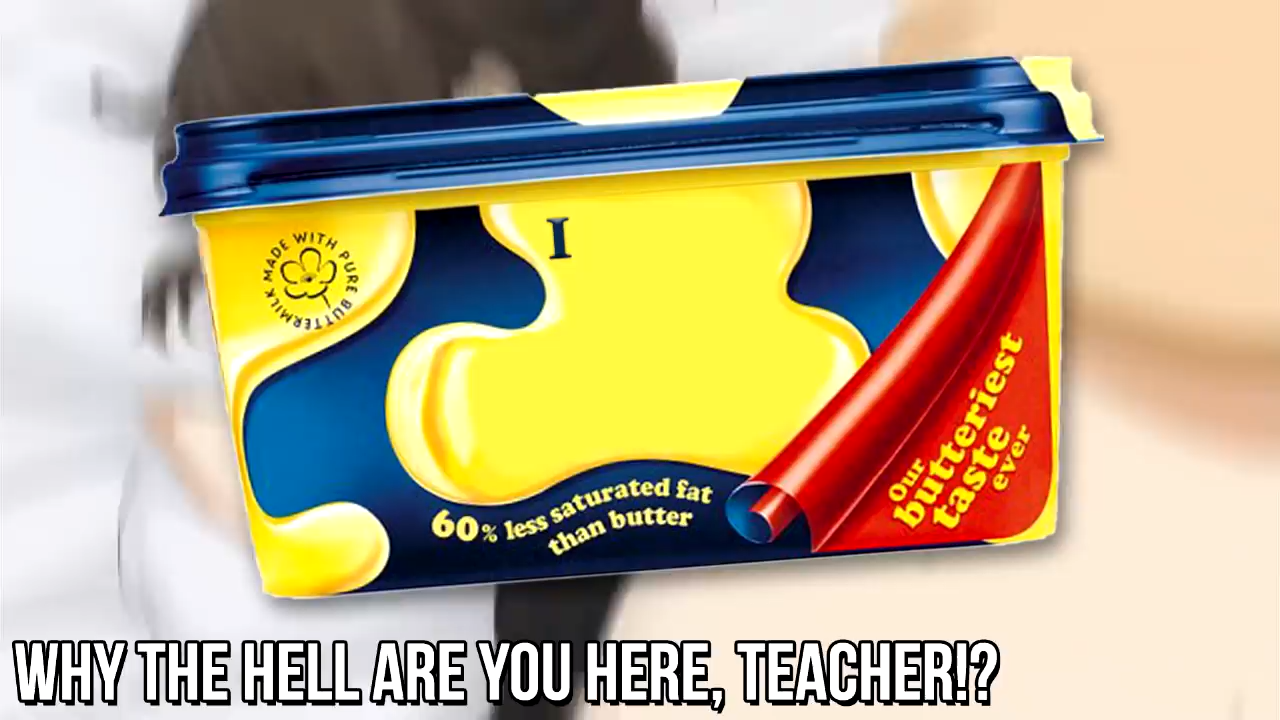 I
MADE WITH PURE BUTTERMILK
60% less saturated fat
than butter
Our
butteriest
taste
ever
WHY THE HELL ARE YOU HERE, TEACHER!?